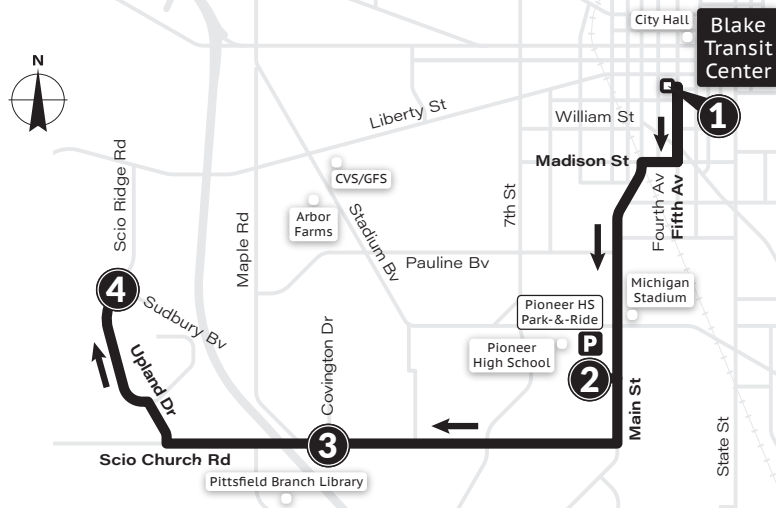 City Hall
Blake
Transit
Center
N
1
William St
Liberty St
Madison St
Scio Ridge Rd
CVS/GFS
Arbor
Farms
Stadium Bv
Maple Rd
7th St
Fourth Av
Fifth Av
Pauline Bv
4
Sudbury Bv
Michigan
Stadium
Pioneer HS
Park-&-Ride
P
Pioneer
High School
2
Upland Dr
Covington Dr
Main St
State St
3
Scio Church Rd
Pittsfield Branch Library